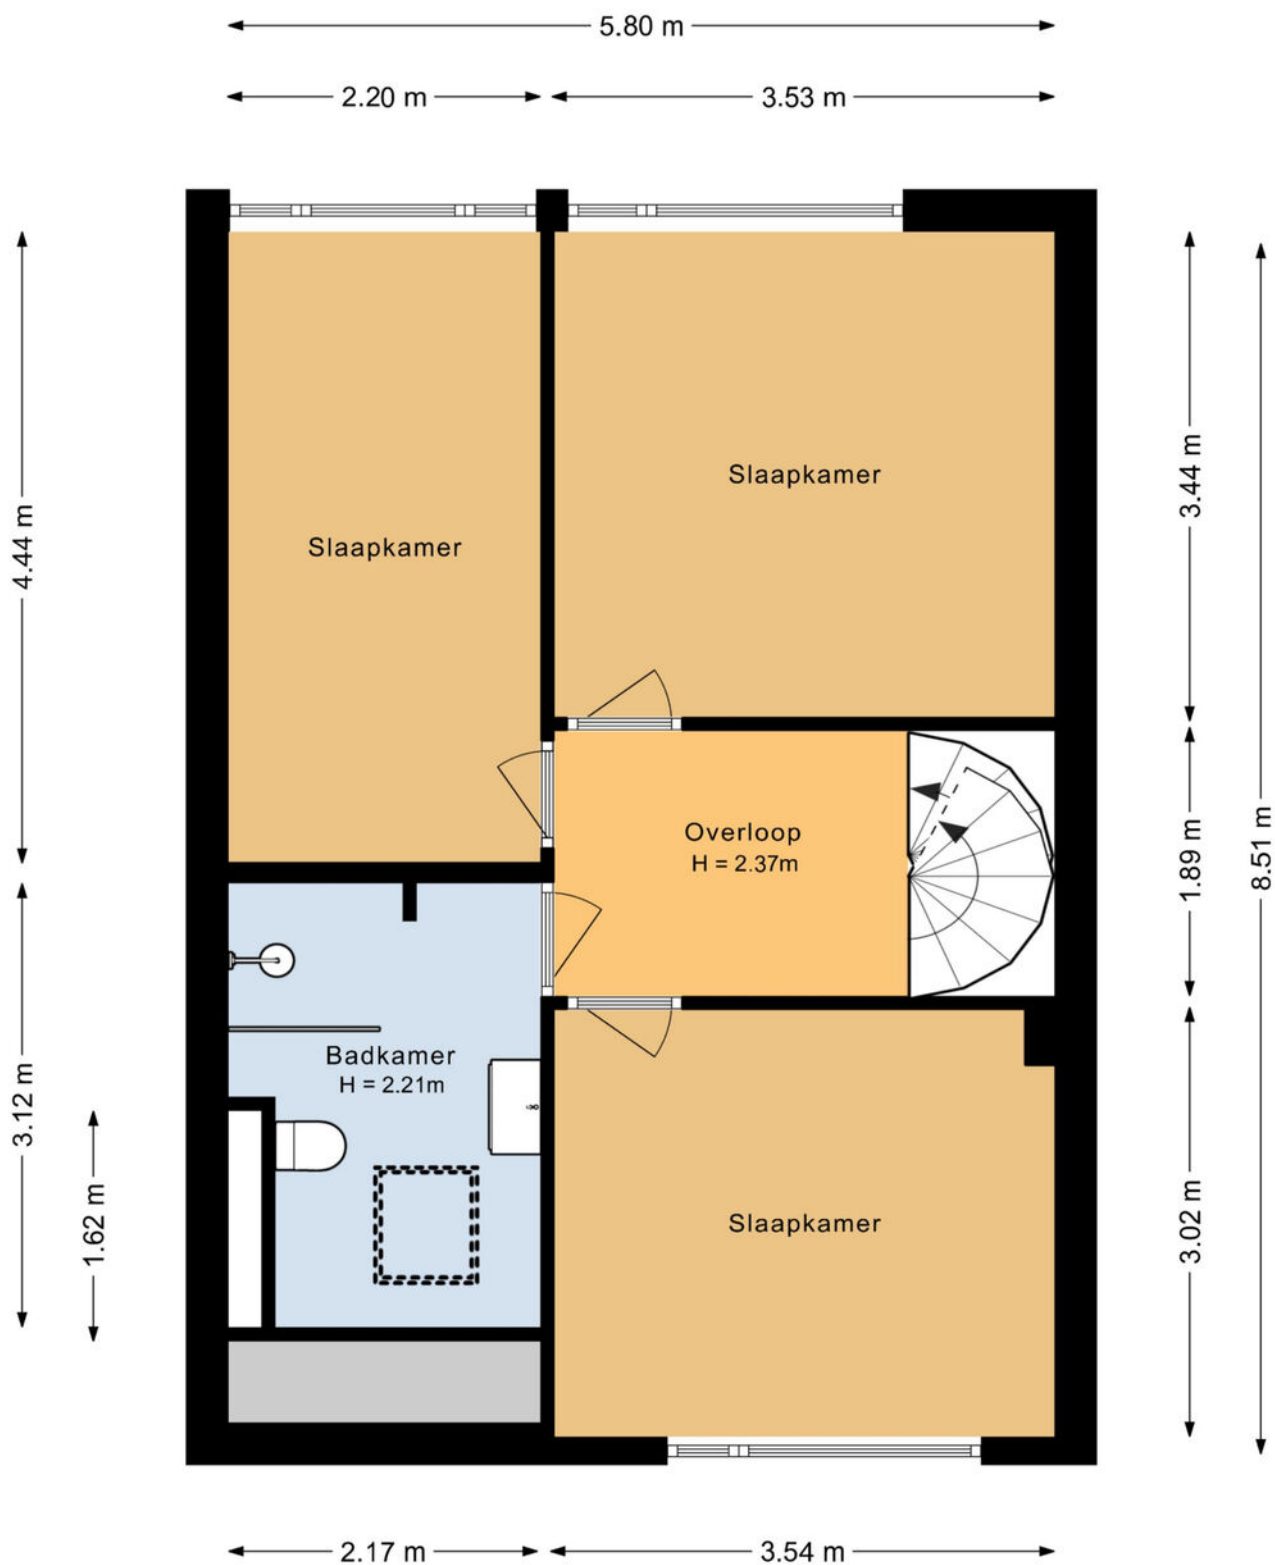 5.80 m
2.20 m
3.53 m
Slaapkamer
3.44 m
4.44 m
Slaapkamer
Overloop
H = 2.37m
1.89 m
8.51 m
Badkamer
H = 2.21m
3.12 m
1.62 m
Slaapkamer
3.02 m
2.17 m
3.54 m